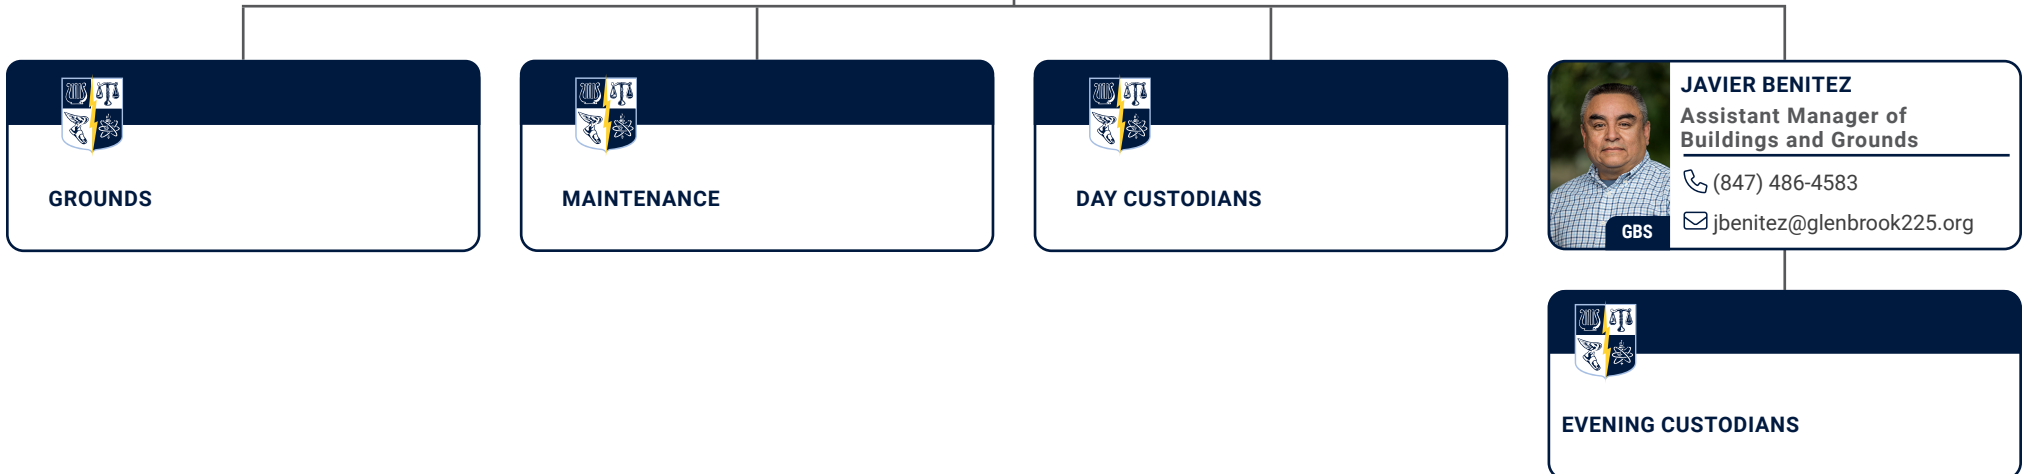 GROUNDS
MAINTENANCE
DAY CUSTODIANS
JAVIER BENITEZ
Assistant Manager of
Buildings and Grounds
(847) 486-4583
jbenitez@glenbrook225.org
GBS
EVENING CUSTODIANS